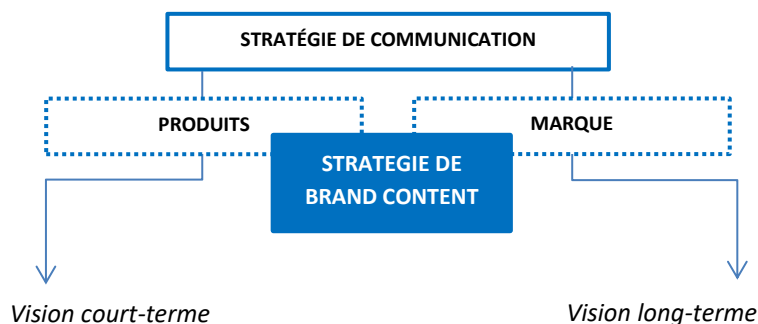 STRATÉGIE DE COMMUNICATION
PRODUITS
MARQUE
STRATEGIE DE
BRAND CONTENT
Vision court-terme
Vision long-terme